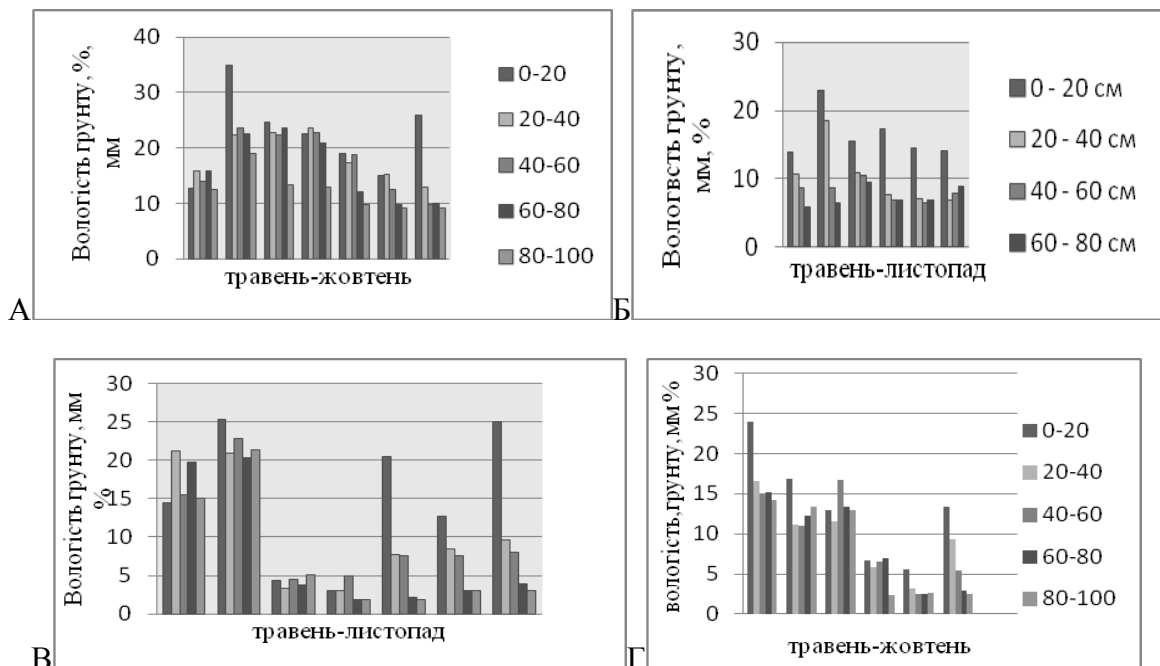 Вологість грунту, %,
мм
40
30
20
10
0
травень-жовтень
0-20
20-40
40-60
60-80
80-100
А
Вологвсть грунту,
мм, %
30
20
10
0
травень-листопад
0 - 20 см
20 - 40 см
40 - 60 см
60 - 80 см
Б
Вологість грунту, мм
%
30
25
20
15
10
5
0
травень-листопад
В
вологість,грунту, мм %
30
25
20
15
10
5
0
травень-жовтень
0-20
20-40
40-60
60-80
80-100
Г